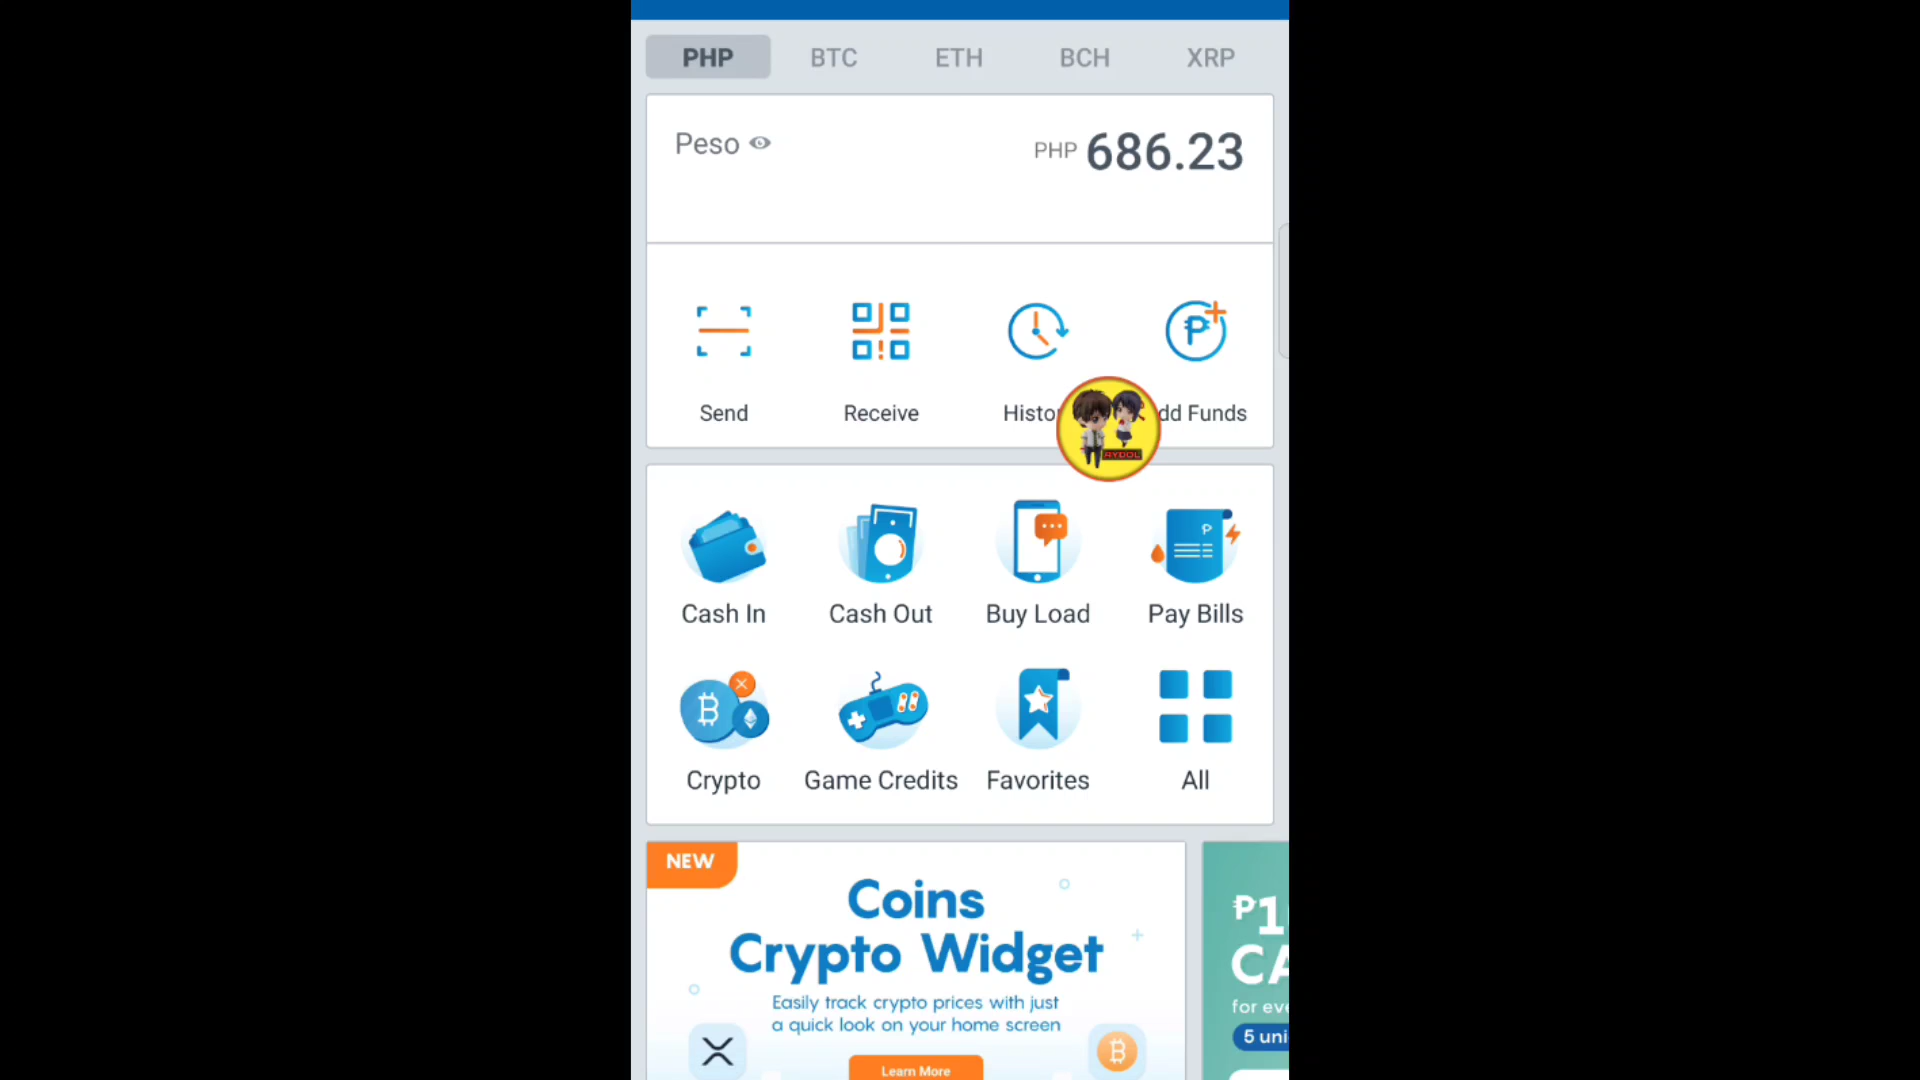 PHP BTC ETH BCH XRP
Peso PHP 686.23
Send Receive Histo dd Funds
AYDOL
Cash In Cash Out Buy Load Pay Bills
Crypto Game Credits Favorites All
NEW
Coins
Crypto Widget
Easily track crypto prices with just
a quick look on your home screen
Learn More
₱1
CA
for eve
5 uni